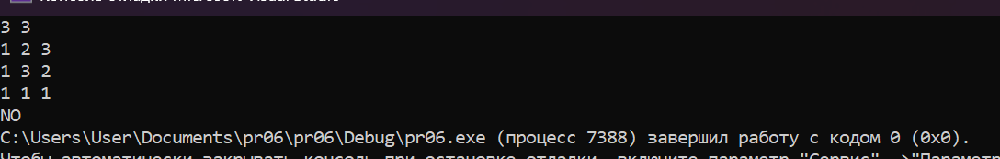 3 3
1 2 3
1 3 2
1 1 1
NO
C:\Users\User\Documents\pr06\pr06\Debug\pr06.exe (процесс 7388) завершил работу с кодом 0 (0x0).
Чтобы автоматически закрывать консоль при остановке отладки, включите параметр "Сервис" ->"Парамет